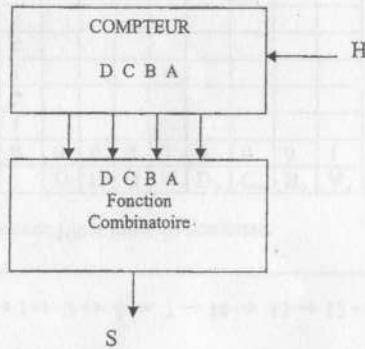 COMPTEUR
H
D C B A
D C B A
Fonction
Combinatoire
S